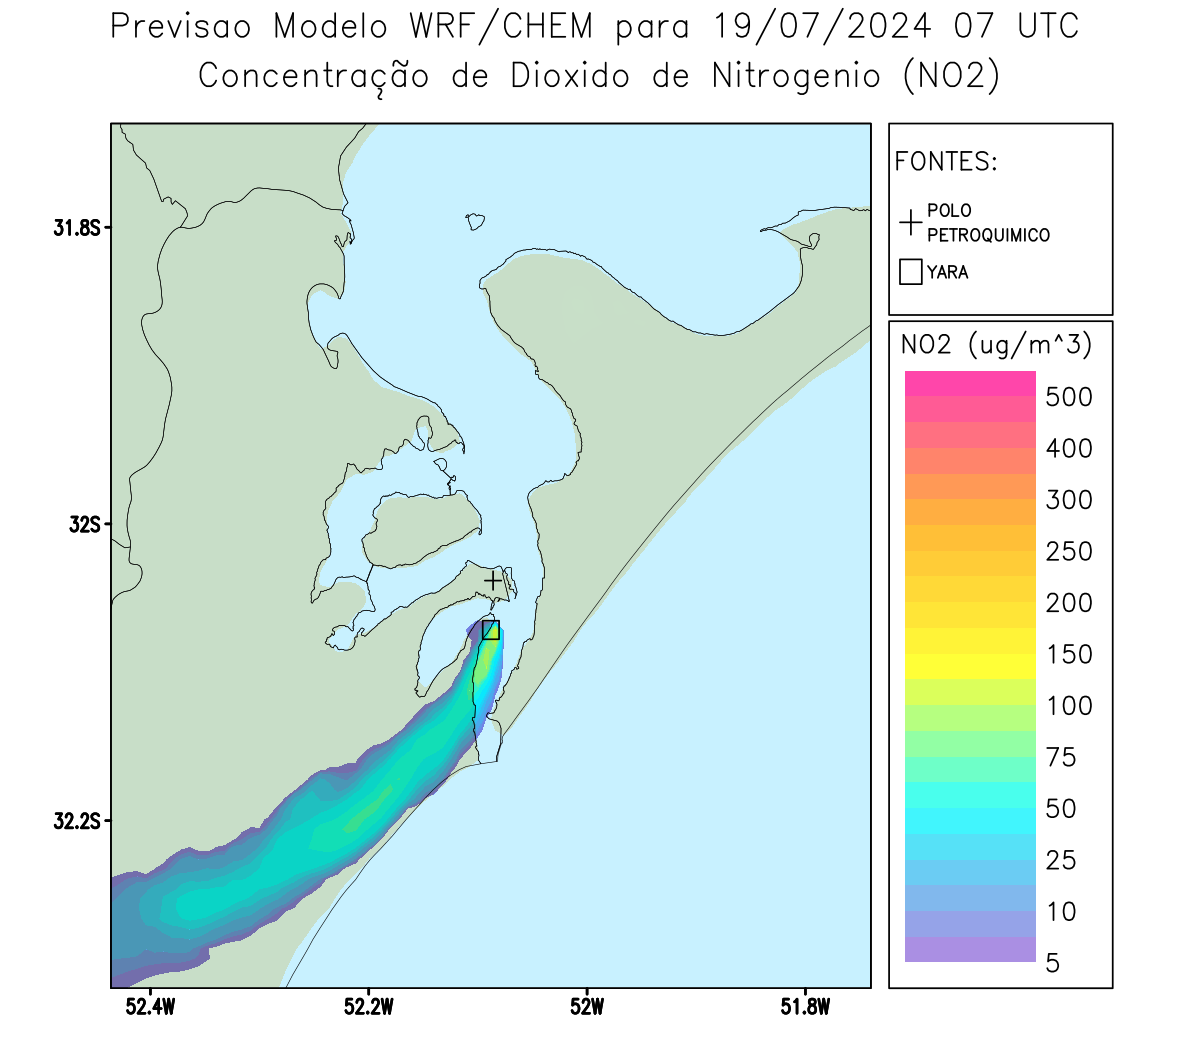 Previsao Modelo WRF/CHEM para 19/07/2024 07 UTC
Concentração de Dioxido de Nitrogenio (NO2)
FONTES:
POLO
PETROQUIMICO
YARA
NO2 (ug/m^3)
500
400
300
250
200
150
100
75
50
25
10
5
31.8S
32S
32.2S
52.4W
52.2W
52W
51.8W